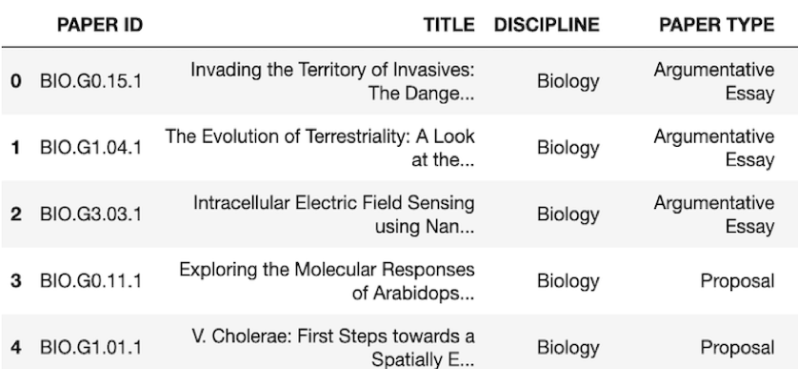 PAPER ID TITLE DISCIPLINE PAPER TYPE
0 BIO.G0.15.1 Invading the Territory of Invasives: The Dange... Biology Argumentative Essay
1 BIO.G1.04.1 The Evolution of Terrestriality: A Look at the... Biology Argumentative Essay
2 BIO.G3.03.1 Intracellular Electric Field Sensing using Nan... Biology Argumentative Essay
3 BIO.G0.11.1 Exploring the Molecular Responses of Arabidops... Biology Proposal
4 BIO.G1.01.1 V. Cholerae: First Steps towards a Spatially E... Biology Proposal